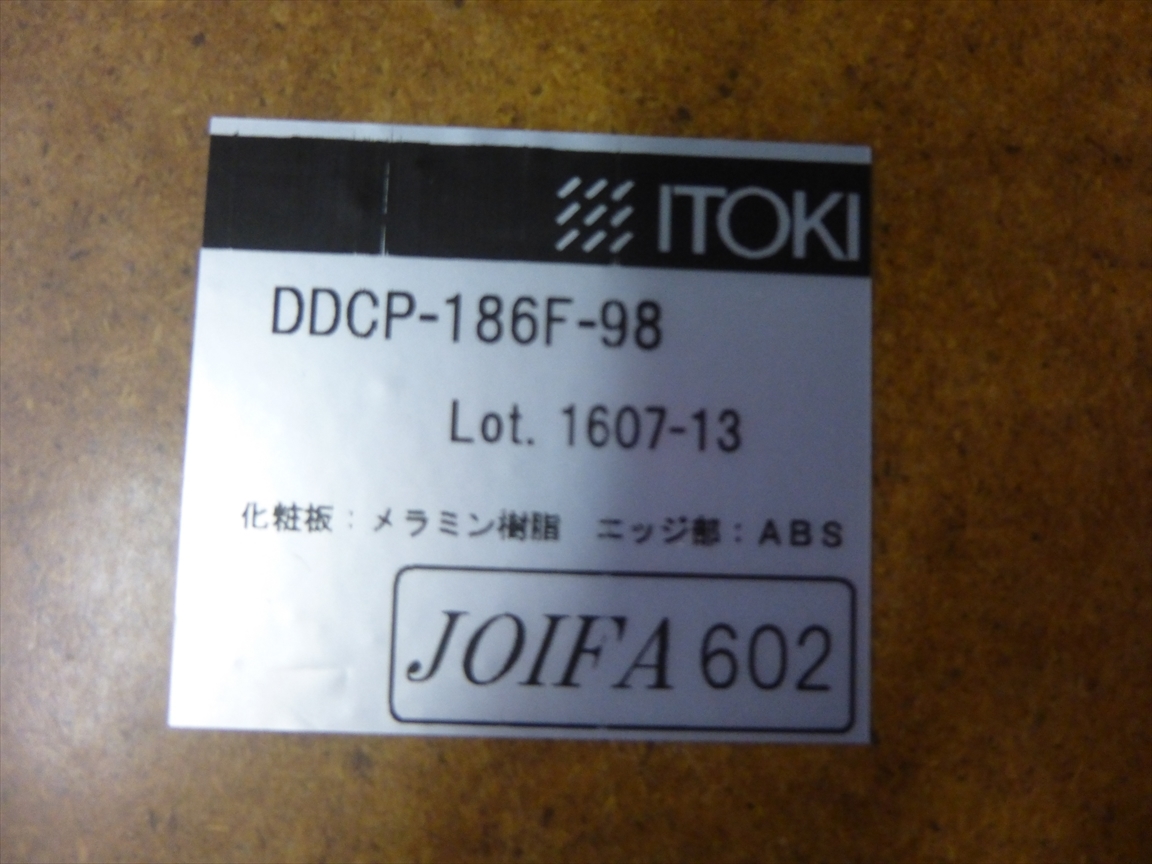 ITOKI
DDCP-186F-98
Lot. 1607-13
化粧板：メラミン樹脂　エッジ部：ABS
JOIFA 602